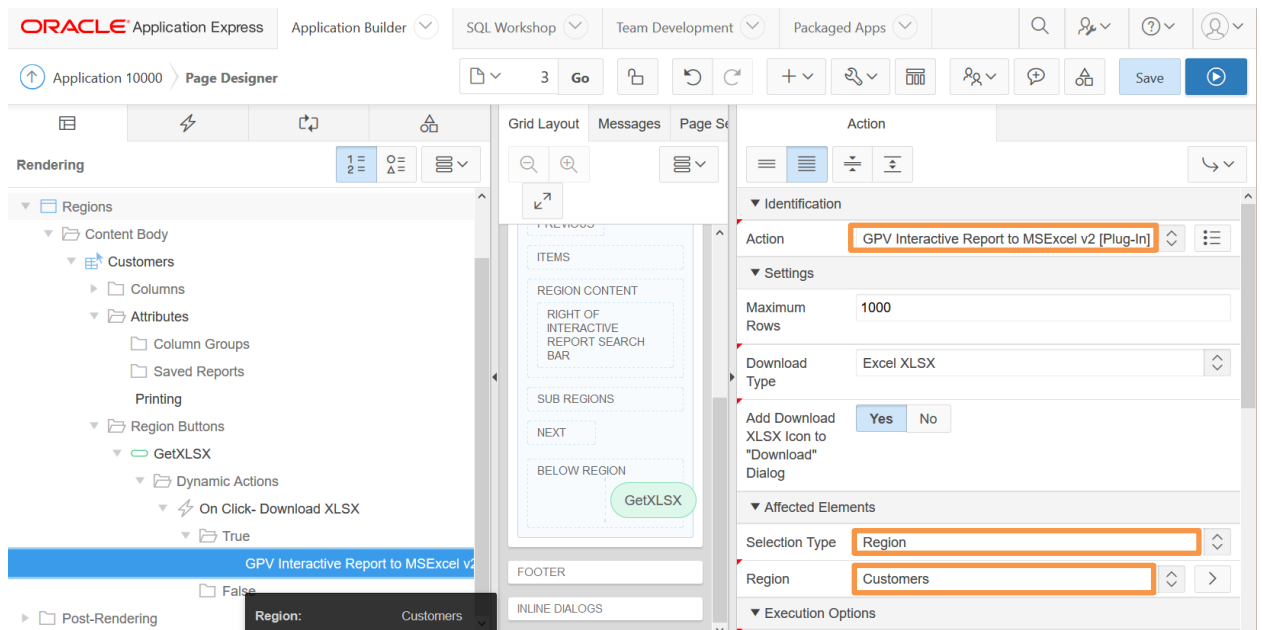 ORACLE Application Express
Application Builder
SQL Workshop
Team Development
Packaged Apps
Application 10000
Page Designer
3
Go
Save
Rendering
1
2
Regions
Content Body
Customers
Columns
Attributes
Column Groups
Saved Reports
Printing
Region Buttons
GetXLSX
Dynamic Actions
On Click- Download XLSX
True
GPV Interactive Report to MSExcel v2
False
Region: Customers
Post-Rendering
Grid Layout
Messages
Page Se
PREVIOUS
ITEMS
REGION CONTENT
RIGHT OF
INTERACTIVE
REPORT SEARCH
BAR
SUB REGIONS
NEXT
BELOW REGION
GetXLSX
FOOTER
INLINE DIALOGS
Action
Identification
Action GPV Interactive Report to MSExcel v2 [Plug-In]
Settings
Maximum
Rows
1000
Download
Type
Excel XLSX
Add Download
XLSX Icon to
"Download"
Dialog
Yes No
Affected Elements
Selection Type Region
Region Customers
Execution Options